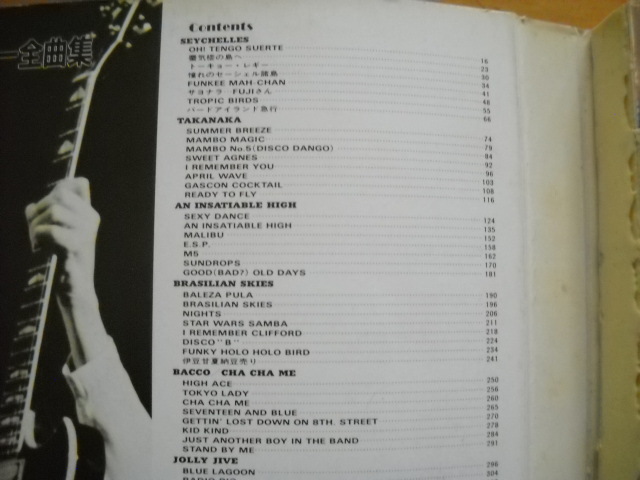 全曲集
Contents
SEYCHELLES
OH! TENGO SUERTE 16
蜃気楼の島へ 23
トーキョー・レギー 30
憧れのセーシェル諸島 34
FUNKEE MAH CHAN 41
サヨナラ FUJIさん 48
TROPIC BIRDS 55
バードアイランド急行 66
TAKANAKA
SUMMER BREEZE 74
MAMBO MAGIC 79
MAMBO No.5(DISCO DANGO) 84
SWEET AGNES 92
I REMEMBER YOU 96
APRIL WAVE 103
GASCON COCKTAIL 108
READY TO FLY 116
AN INSATIABLE HIGH
SEXY DANCE 124
AN INSATIABLE HIGH 135
MALIBU 152
E.S.P. 158
M5 162
SUNDROPS 170
GOOD(BAD?) OLD DAYS 181
BRASILIAN SKIES
BALEZA PULA 190
BRASILIAN SKIES 196
NIGHTS 206
STAR WARS SAMBA 211
I REMEMBER CLIFFORD 218
DISCO "B" 224
FUNKY HOLO HOLO BIRD 234
伊豆甘夏納豆売り 241
BACCO CHA CHA ME
HIGH ACE 250
TOKYO LADY 256
CHA CHA ME 260
SEVENTEEN AND BLUE 265
GETTIN' LOST DOWN ON 8TH. STREET 270
KID KIND 278
JUST ANOTHER BOY IN THE BAND 284
STAND BY ME 291
JOLLY JIVE
BLUE LAGOON 296
RADIO RIO 304